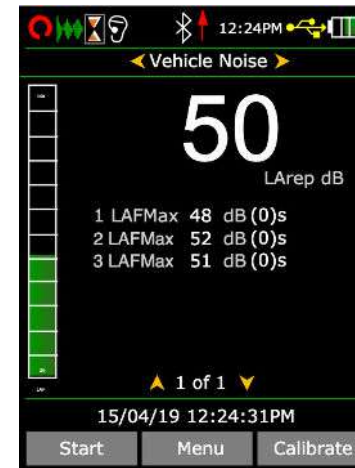 12:24PM
Vehicle Noise
50
LArep dB
1 LAFMax 48 dB (0)s
2 LAFMax 52 dB (0)s
3 LAFMax 51 dB (0)s
1 of 1
15/04/19 12:24:31PM
Start Menu Calibrate